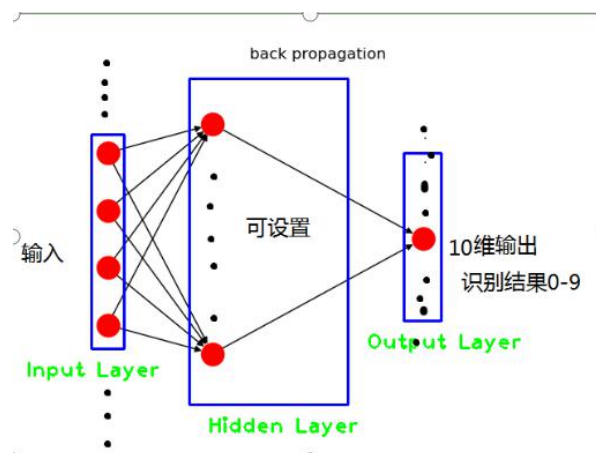 back propagation
输入
可设置
10维输出
识别结果0-9
Input Layer
Output Layer
Hidden Layer